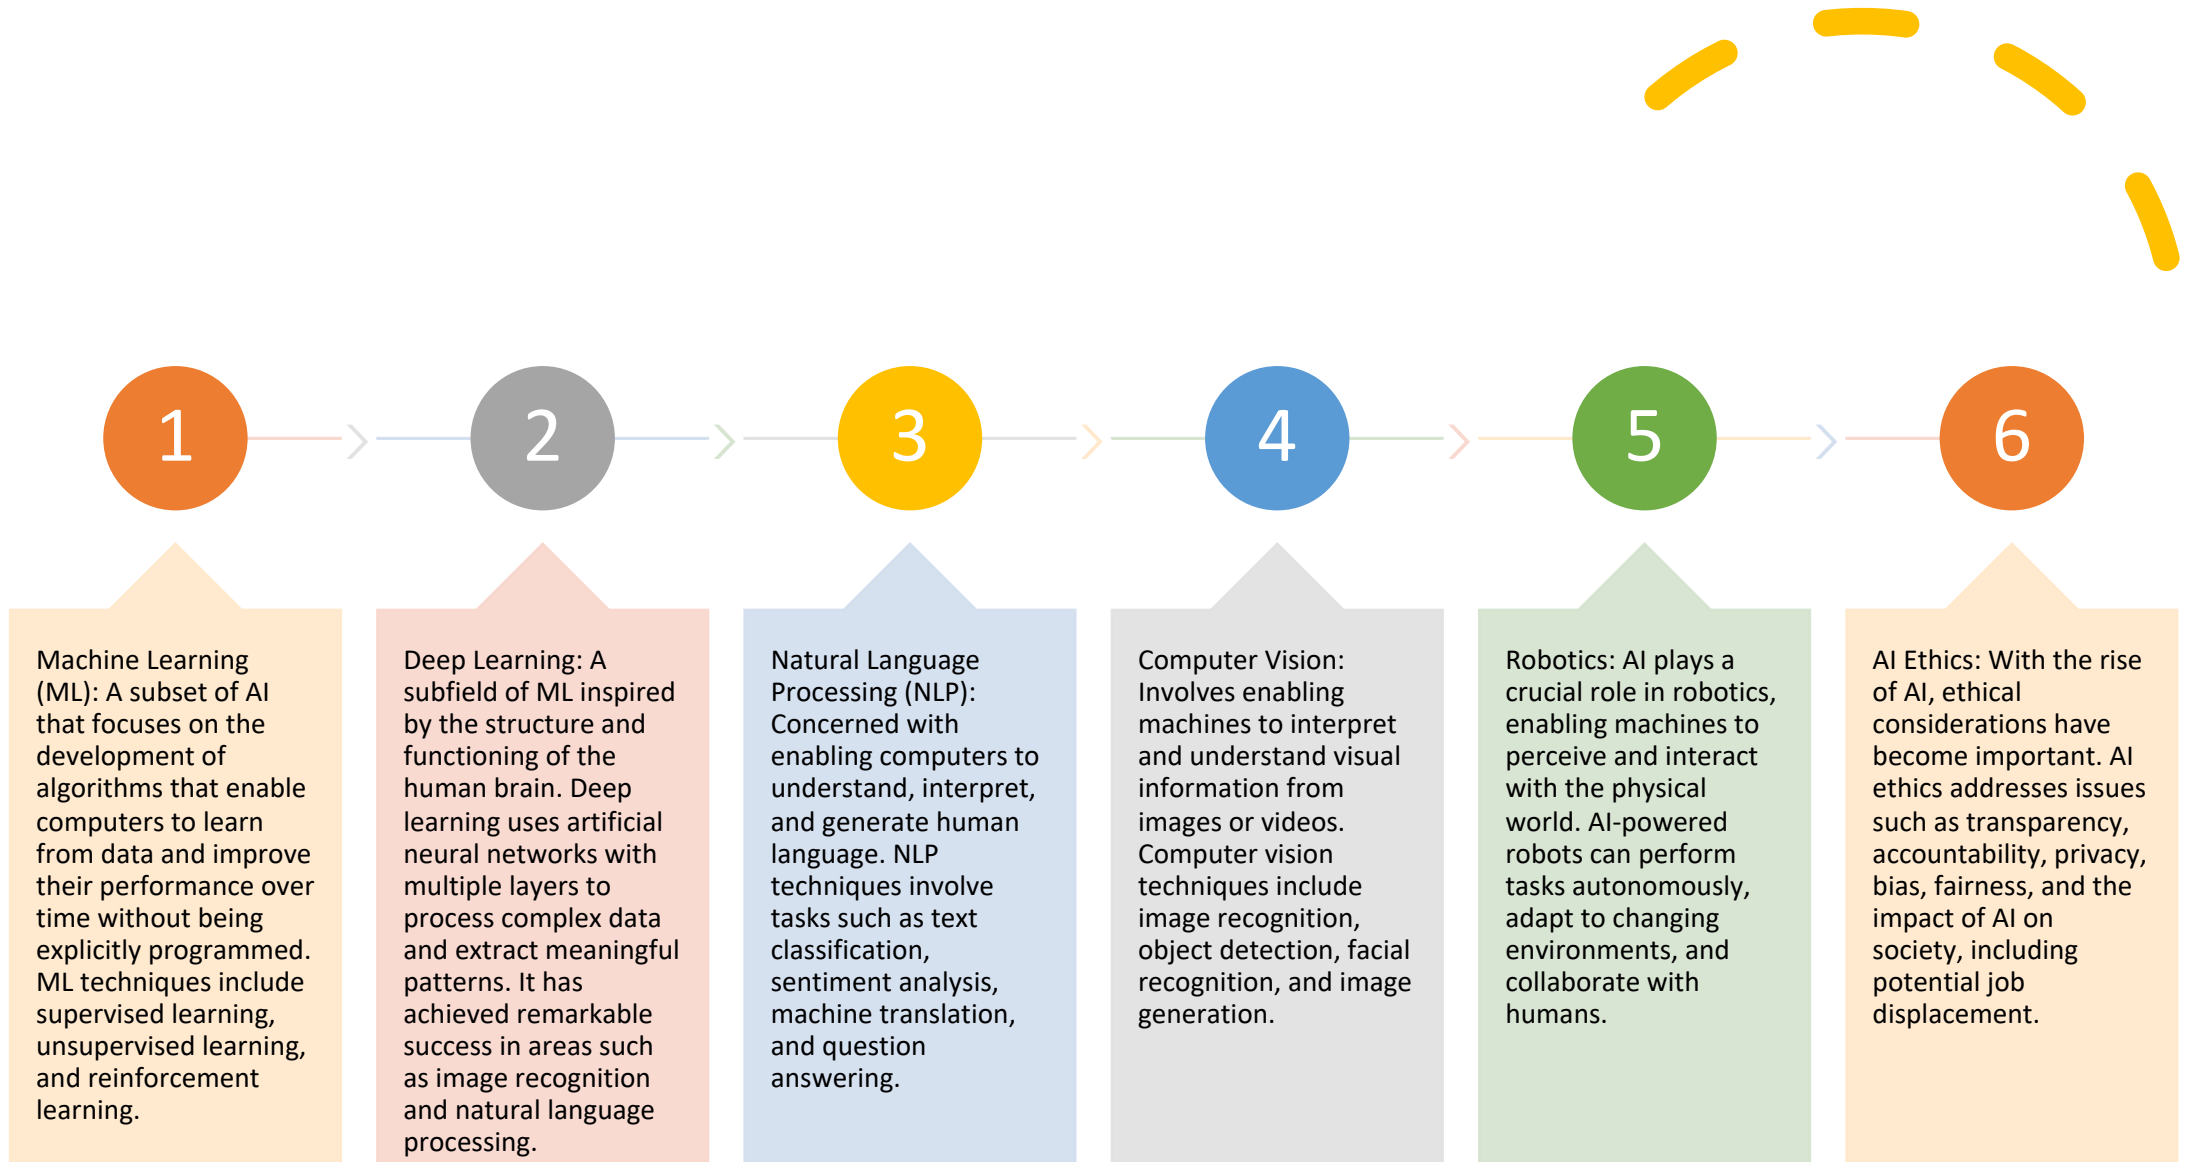 1
2
3
4
5
6
Machine Learning
(ML): A subset of AI
that focuses on the
development of
algorithms that enable
computers to learn
from data and improve
their performance over
time without being
explicitly programmed.
ML techniques include
supervised learning,
unsupervised learning,
and reinforcement
learning.
Deep Learning: A
subfield of ML inspired
by the structure and
functioning of the
human brain. Deep
learning uses artificial
neural networks with
multiple layers to
process complex data
and extract meaningful
patterns. It has
achieved remarkable
success in areas such
as image recognition
and natural language
processing.
Natural Language
Processing (NLP):
Concerned with
enabling computers to
understand, interpret,
and generate human
language. NLP
techniques involve
tasks such as text
classification,
sentiment analysis,
machine translation,
and question
answering.
Computer Vision:
Involves enabling
machines to interpret
and understand visual
information from
images or videos.
Computer vision
techniques include
image recognition,
object detection, facial
recognition, and image
generation.
Robotics: AI plays a
crucial role in robotics,
enabling machines to
perceive and interact
with the physical
world. AI-powered
robots can perform
tasks autonomously,
adapt to changing
environments, and
collaborate with
humans.
AI Ethics: With the rise
of AI, ethical
considerations have
become important. AI
ethics addresses issues
such as transparency,
accountability, privacy,
bias, fairness, and the
impact of AI on
society, including
potential job
displacement.